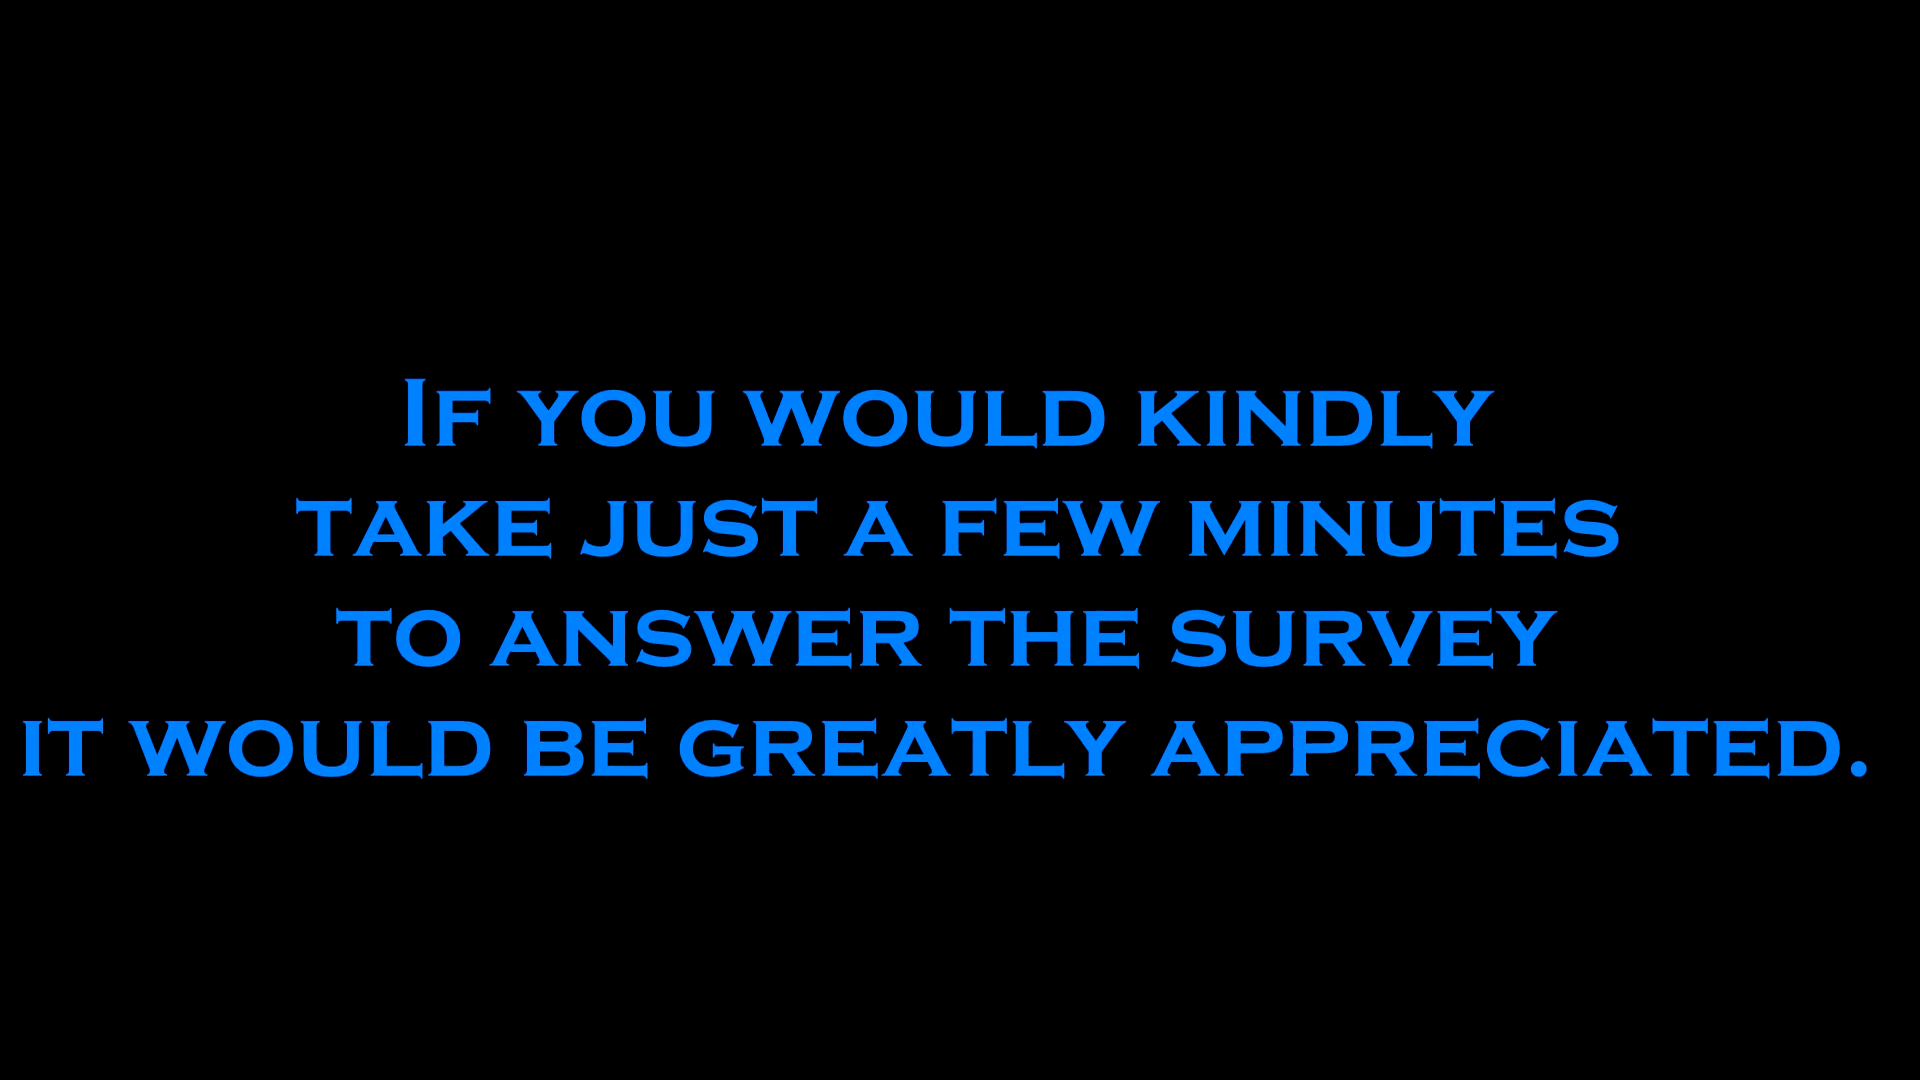 If you would kindly
take just a few minutes
to answer the survey
it would be greatly appreciated.